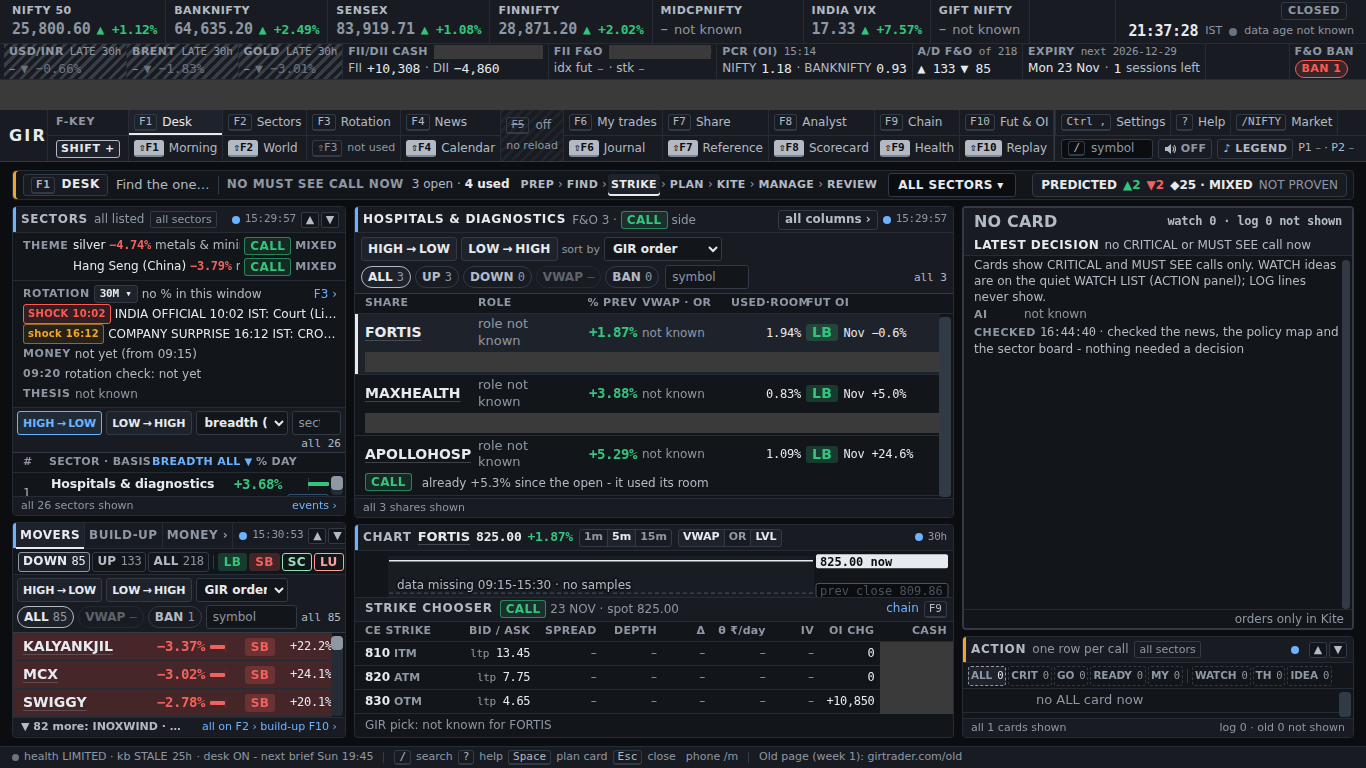 NIFTY 50
25,800.60 ▲ +1.12%
BANKNIFTY
64,635.20 ▲ +2.49%
SENSEX
83,919.71 ▲ +1.08%
FINNIFTY
28,871.20 ▲ +2.02%
MIDCPNIFTY
– not known
INDIA VIX
17.33 ▲ +7.57%
GIFT NIFTY
– not known
CLOSED
21:37:28 IST ● data age not known
USD/INR LATE 30h
– ▼ −0.66%
BRENT LATE 30h
– ▼ −1.83%
GOLD LATE 30h
– ▼ −3.01%
FII/DII CASH
FII +10,308 · DII −4,860
FII F&O
idx fut – · stk –
PCR (OI) 15:14
NIFTY 1.18 · BANKNIFTY 0.93
A/D F&O of 218
▲ 133 ▼ 85
EXPIRY next 2026-12-29
Mon 23 Nov · 1 sessions left
F&O BAN
BAN 1
GIR
F-KEY
F1 Desk
F2 Sectors
F3 Rotation
F4 News
F5 off
no reload
F6 My trades
F7 Share
F8 Analyst
F9 Chain
F10 Fut & OI
Ctrl , Settings
? Help
/NIFTY Market
SHIFT +
⇧F1 Morning
⇧F2 World
⇧F3 not used
⇧F4 Calendar
⇧F6 Journal
⇧F7 Reference
⇧F8 Scorecard
⇧F9 Health
⇧F10 Replay
/ symbol
OFF
♪ LEGEND
P1 – · P2 –
F1 DESK
Find the one…
NO MUST SEE CALL NOW
3 open · 4 used
PREP › FIND › STRIKE › PLAN › KITE › MANAGE › REVIEW
ALL SECTORS ▾
PREDICTED ▲2 ▼2 ◆25 · MIXED NOT PROVEN
SECTORS all listed all sectors
15:29:57 ▲ ▼
THEME silver −4.74% metals & mini CALL MIXED
Hang Seng (China) −3.79% CALL MIXED
ROTATION 30M ▾ no % in this window F3 ›
SHOCK 10:02 INDIA OFFICIAL 10:02 IST: Court (Li…
shock 16:12 COMPANY SURPRISE 16:12 IST: CRO…
MONEY not yet (from 09:15)
09:20 rotation check: not yet
THESIS not known
HIGH→LOW LOW→HIGH breadth ( sect
all 26
# SECTOR · BASIS BREADTH ALL ▼ % DAY
1 Hospitals & diagnostics +3.68%
all 26 sectors shown events ›
MOVERS BUILD-UP MONEY ›
15:30:53 ▲ ▼
DOWN 85 UP 133 ALL 218 LB SB SC LU
HIGH→LOW LOW→HIGH GIR order
ALL 85 VWAP – BAN 1 symbol all 85
KALYANKJIL −3.37% SB +22.2%
MCX −3.02% SB +24.1%
SWIGGY −2.78% SB +20.1%
▼ 82 more: INOXWIND · … all on F2 › build-up F10 ›
HOSPITALS & DIAGNOSTICS F&O 3 · CALL side
all columns › 15:29:57
HIGH→LOW LOW→HIGH sort by GIR order
ALL 3 UP 3 DOWN 0 VWAP – BAN 0 symbol all 3
SHARE ROLE % PREV VWAP · OR USED·ROOM FUT OI
FORTIS role not known +1.87% not known 1.94% LB Nov −0.6%
MAXHEALTH role not known +3.88% not known 0.83% LB Nov +5.0%
APOLLOHOSP role not known +5.29% not known 1.09% LB Nov +24.6%
CALL already +5.3% since the open - it used its room
all 3 shares shown
CHART FORTIS 825.00 +1.87% 1m 5m 15m VWAP OR LVL 30h
825.00 now
data missing 09:15-15:30 · no samples
prev close 809.86
STRIKE CHOOSER CALL 23 NOV · spot 825.00 chain F9
CE STRIKE BID / ASK SPREAD DEPTH Δ θ ₹/day IV OI CHG CASH
810 ITM ltp 13.45 – – – – – 0
820 ATM ltp 7.75 – – – – – 0
830 OTM ltp 4.65 – – – – – +10,850
GIR pick: not known for FORTIS
NO CARD watch 0 · log 0 not shown
LATEST DECISION no CRITICAL or MUST SEE call now
Cards show CRITICAL and MUST SEE calls only. WATCH ideas
are on the quiet WATCH LIST (ACTION panel); LOG lines
never show.
AI not known
CHECKED 16:44:40 · checked the news, the policy map and
the sector board - nothing needed a decision
orders only in Kite
ACTION one row per call all sectors ▲ ▼
ALL 0 CRIT 0 GO 0 READY 0 MY 0 WATCH 0 TH 0 IDEA 0
no ALL card now
all 1 cards shown log 0 · old 0 not shown
health LIMITED · kb STALE 25h · desk ON - next brief Sun 19:45
/ search ? help Space plan card Esc close phone /m
Old page (week 1): girtrader.com/old